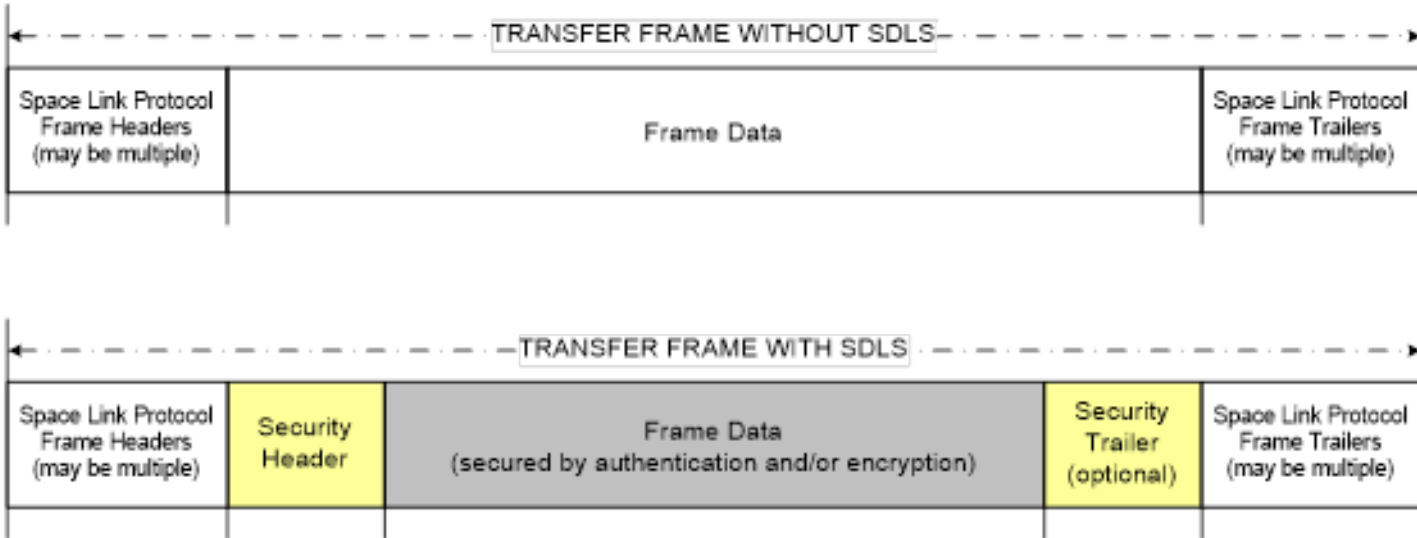 TRANSFER FRAME WITHOUT SDLS
Space Link Protocol
Frame Headers
(may be multiple)
Frame Data
Space Link Protocol
Frame Trailers
(may be multiple)
TRANSFER FRAME WITH SDLS
Space Link Protocol
Frame Headers
(may be multiple)
Security
Header
Frame Data
(secured by authentication and/or encryption)
Security
Trailer
(optional)
Space Link Protocol
Frame Trailers
(may be multiple)